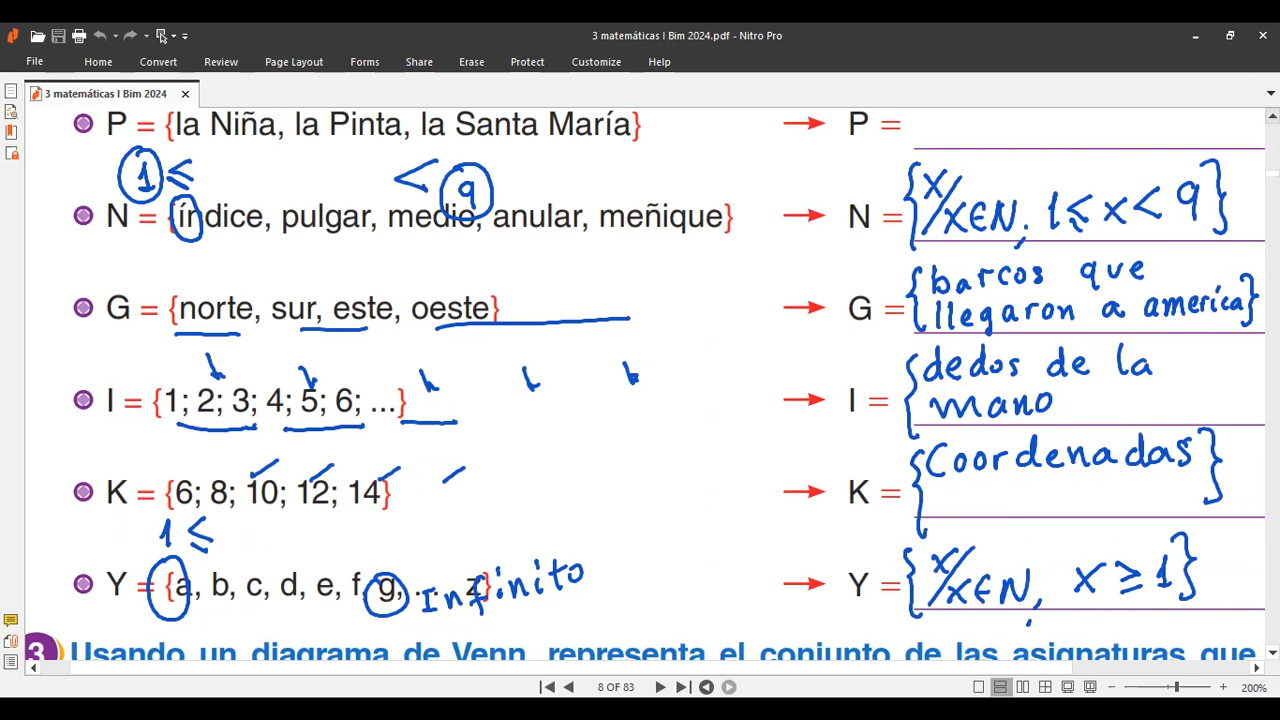 3 matemáticas I Bim 2024.pdf - Nitro Pro
File Home Convert Review Page Layout Forms Share Erase Protect Customize Help
3 matemáticas I Bim 2024
P = {la Niña, la Pinta, la Santa María} → P =
1 ≤ < 9
N = {índice, pulgar, medio, anular, meñique} → N = {x/x∈N; 1 ≤ x < 9}
G = {norte, sur, este, oeste} → G = {barcos que
llegaron a america}
I = {1; 2; 3; 4; 5; 6; ...} → I = {dedos de la
mano
K = {6; 8; 10; 12; 14} → K = {Coordenadas}
1 ≤
Y = {a, b, c, d, e, f, g, ... z} Infinito → Y = {x/x∈N; x ≥ 1}
3 Usando un diagrama de Venn, representa el conjunto de las asignaturas que
8 OF 83
200%